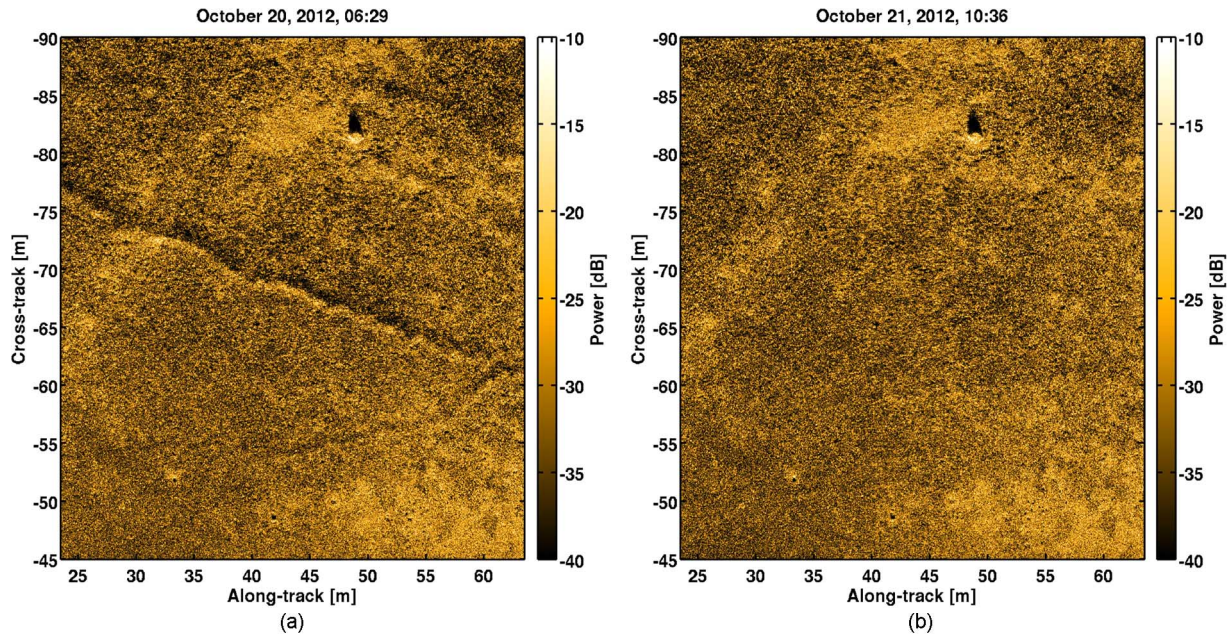 October 20, 2012, 06:29
-90
-85
-80
-75
-70
-65
-60
-55
-50
-45
Cross-track [m]
25 30 35 40 45 50 55 60
Along-track [m]
-10
-15
-20
-25
-30
-35
-40
Power [dB]
(a)
October 21, 2012, 10:36
-90
-85
-80
-75
-70
-65
-60
-55
-50
-45
Cross-track [m]
25 30 35 40 45 50 55 60
Along-track [m]
-10
-15
-20
-25
-30
-35
-40
Power [dB]
(b)